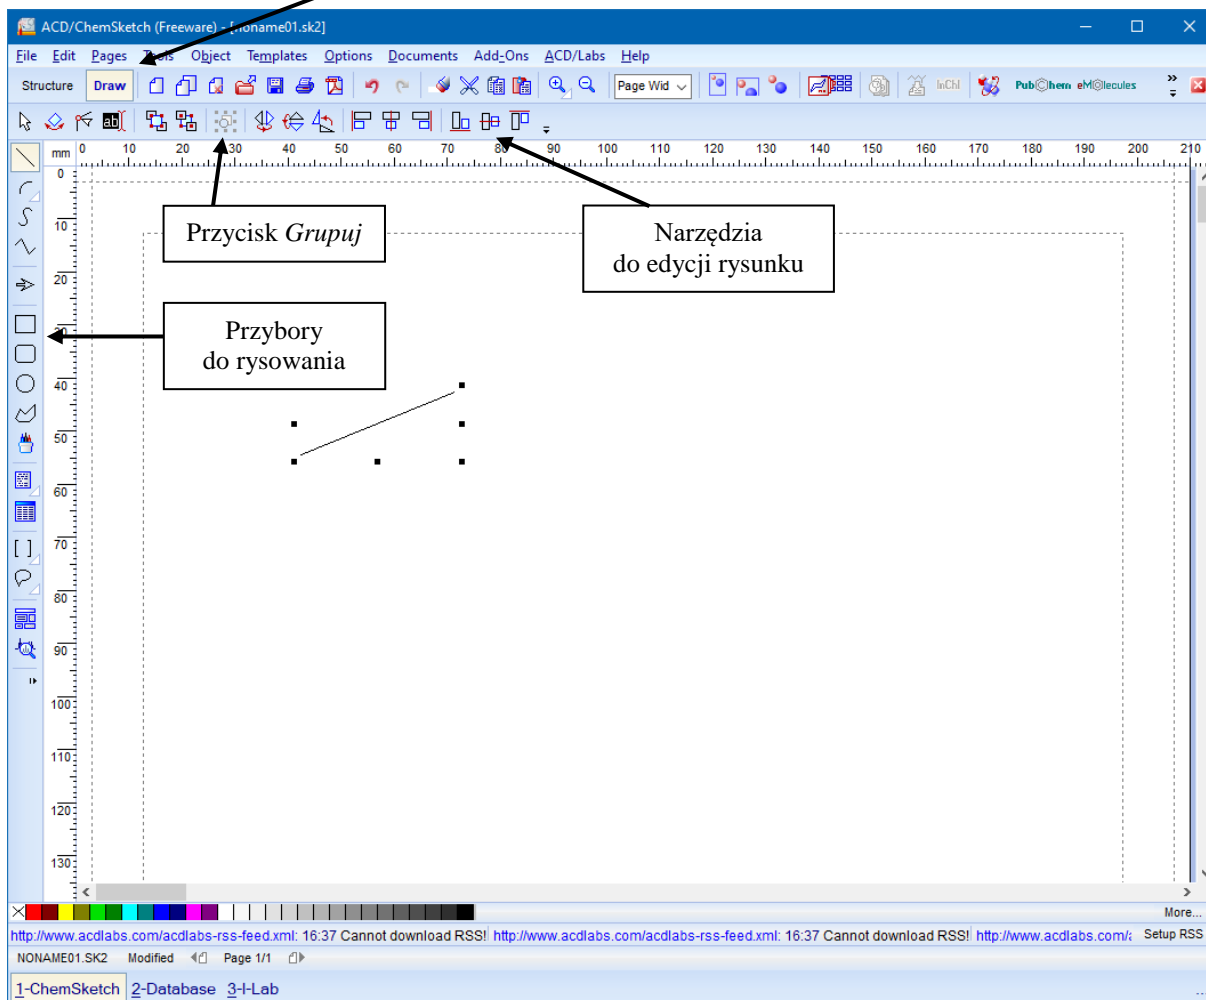 ACD/ChemSketch (Freeware) - [noname01.sk2]
File Edit Pages Tools Object Templates Options Documents Add-Ons ACD/Labs Help
Structure Draw Page Wid InChI PubChem eMolecules
ab
mm 0 10 20 30 40 50 60 70 80 90 100 110 120 130 140 150 160 170 180 190 200 210
0
10
Przycisk Grupuj
Narzędzia
do edycji rysunku
20
30
Przybory
do rysowania
40
50
60
70
80
90
100
110
120
130
More...
http://www.acdlabs.com/acdlabs-rss-feed.xml: 16:37 Cannot download RSS! http://www.acdlabs.com/acdlabs-rss-feed.xml: 16:37 Cannot download RSS! http://www.acdlabs.com/ Setup RSS
NONAME01.SK2 Modified Page 1/1
1-ChemSketch 2-Database 3-I-Lab